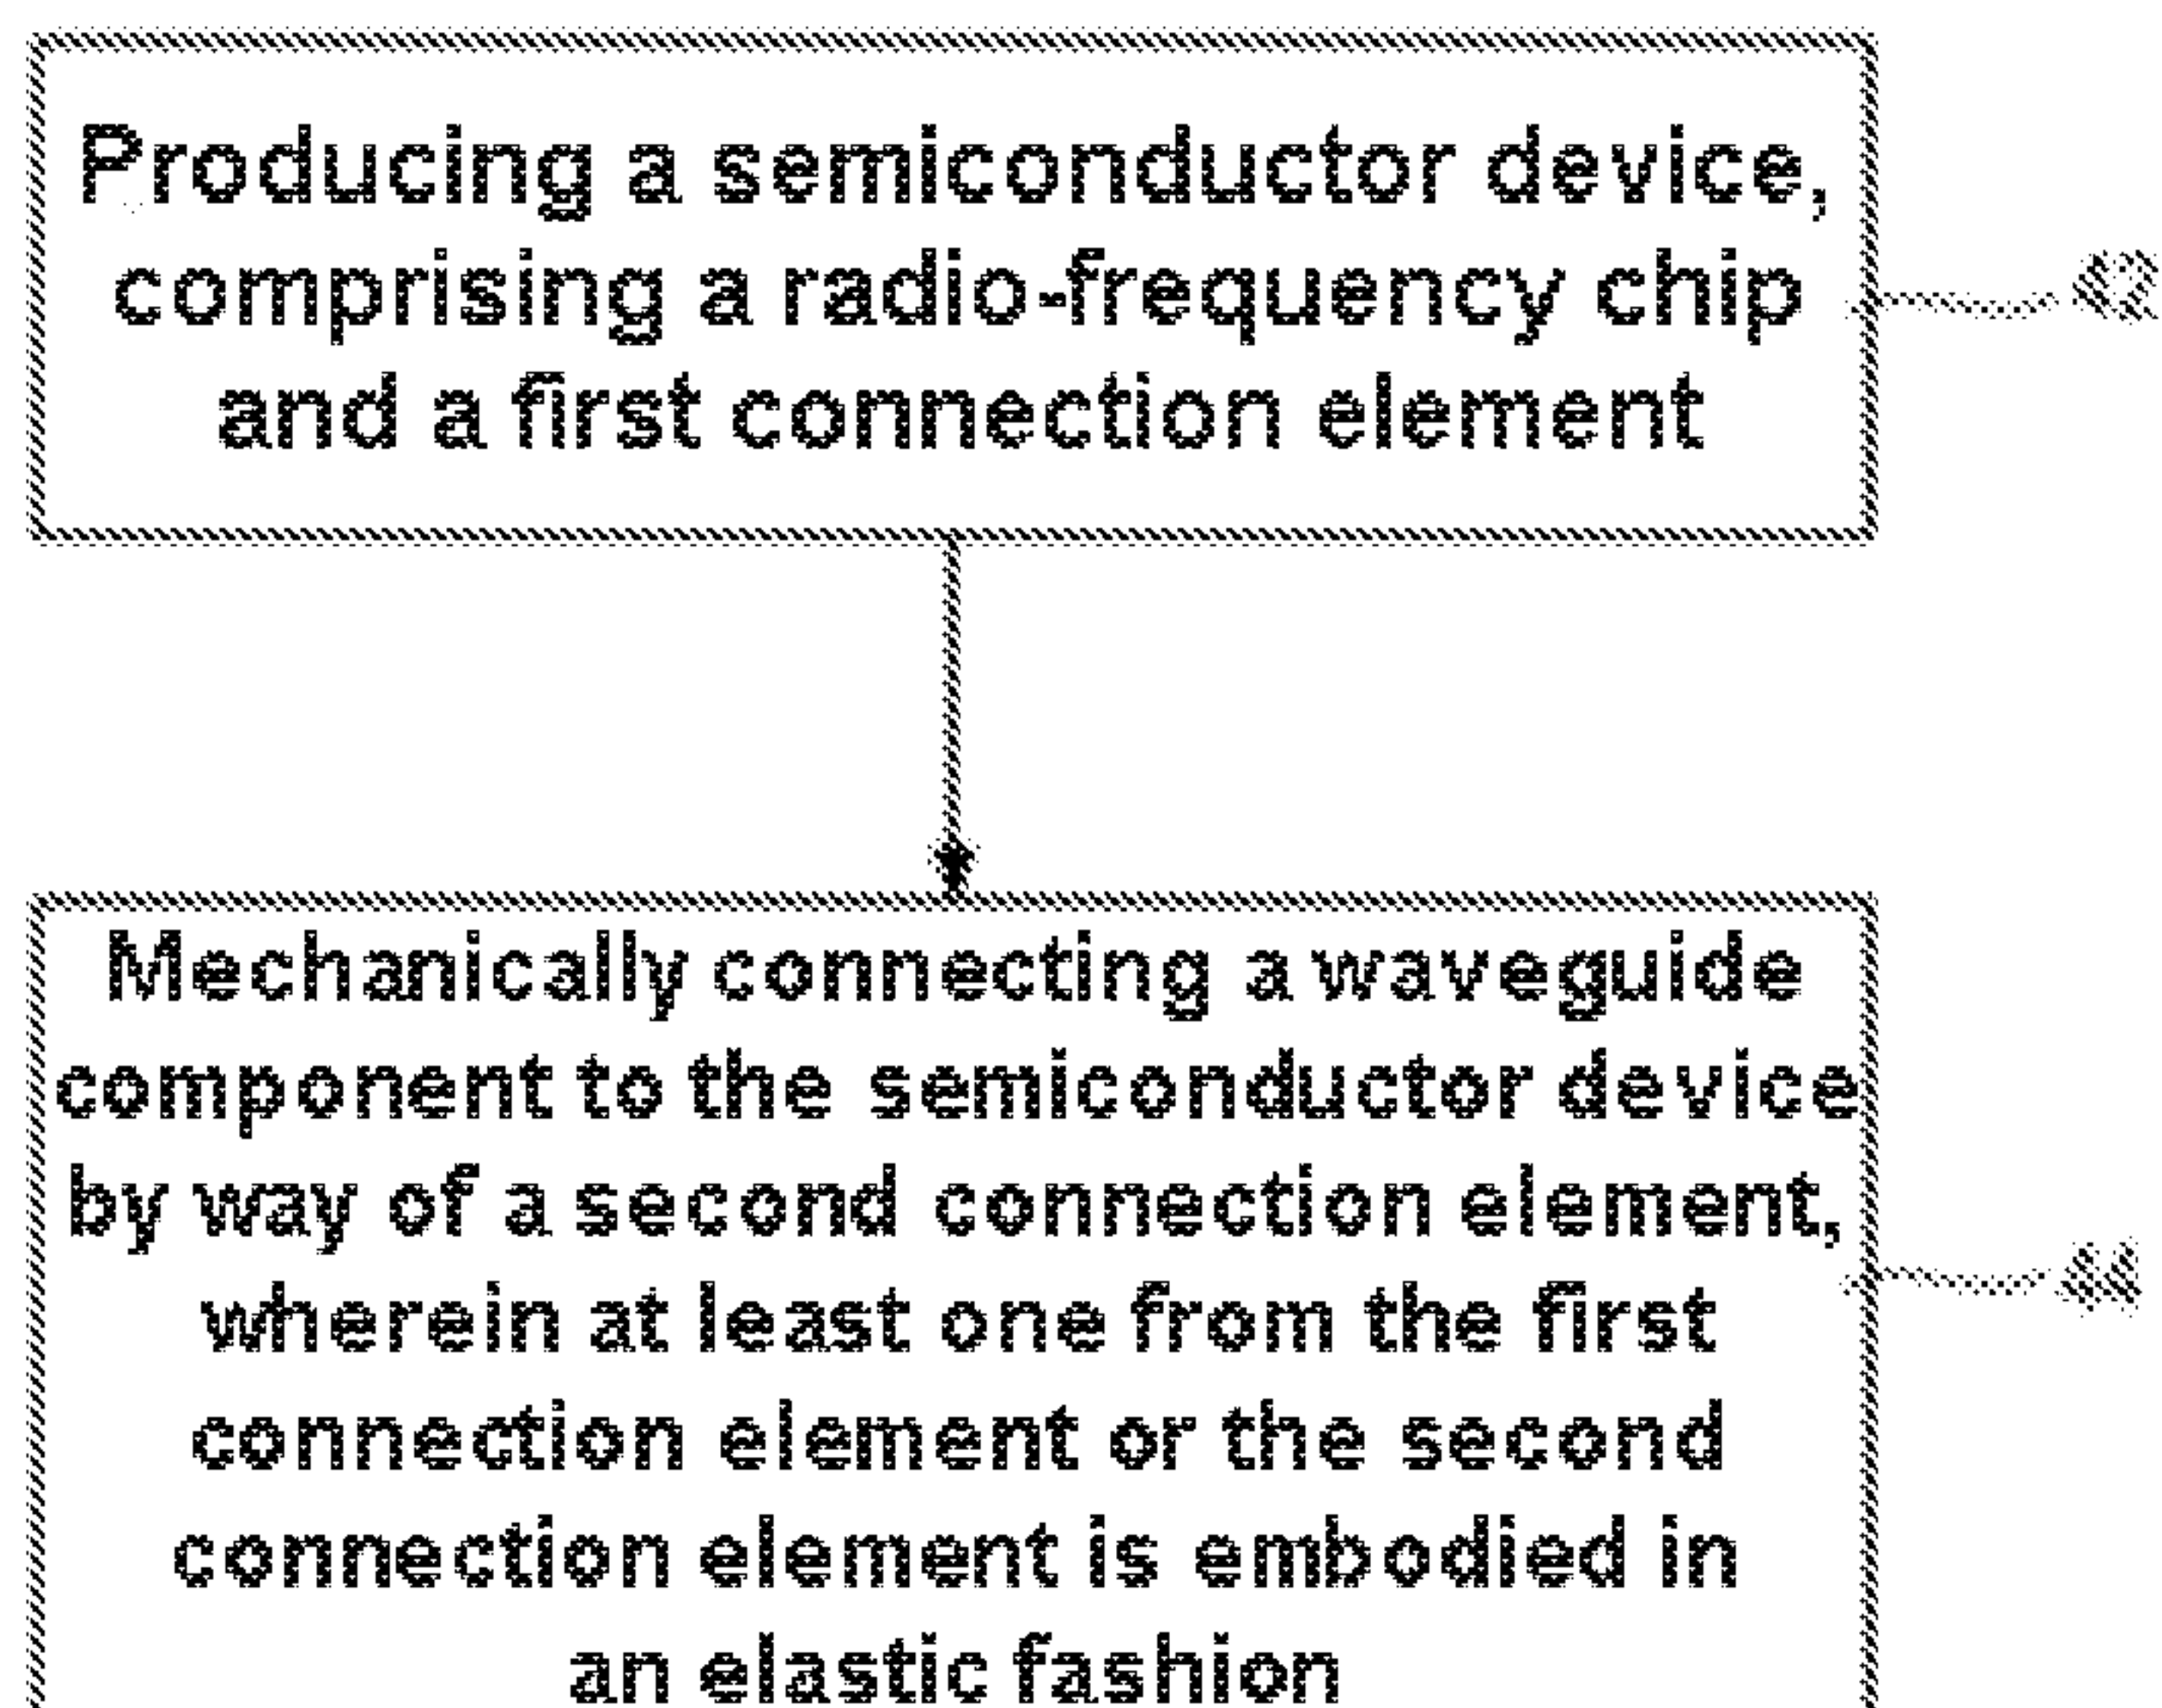 Producing a semiconductor device,
comprising a radio-frequency chip
and a first connection element
Mechanically connecting a waveguide
component to the semiconductor device
by way of a second connection element,
wherein at least one from the first
connection element or the second
connection element is embodied in
an elastic fashion